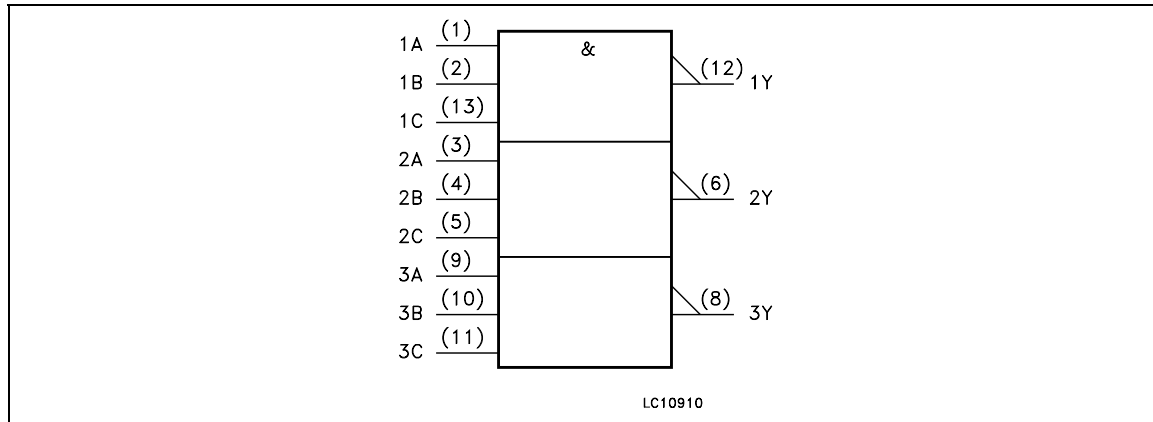 1A (1) & (12) 1Y
1B (2)
1C (13)
2A (3)
2B (4) (6) 2Y
2C (5)
3A (9)
3B (10) (8) 3Y
3C (11)
LC10910